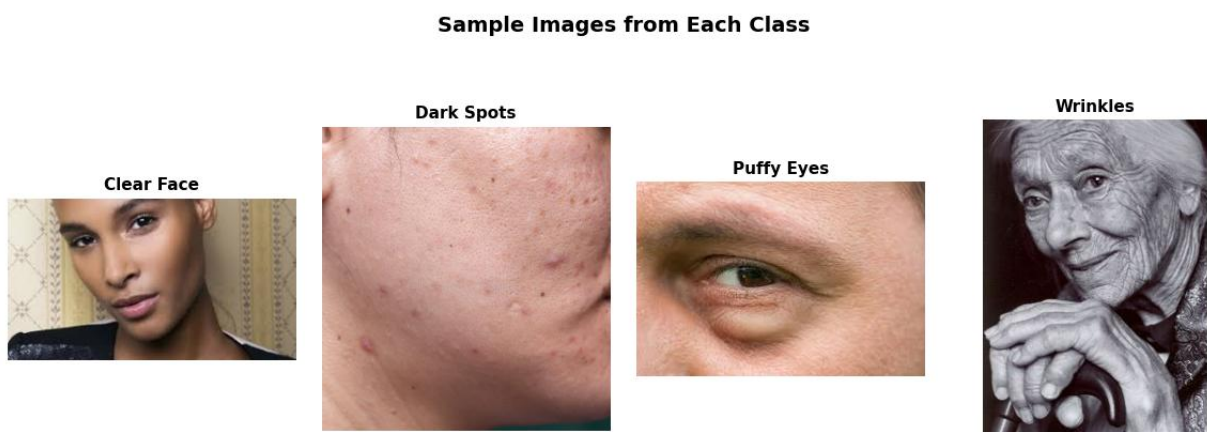 Sample Images from Each Class
Clear Face
Dark Spots
Puffy Eyes
Wrinkles